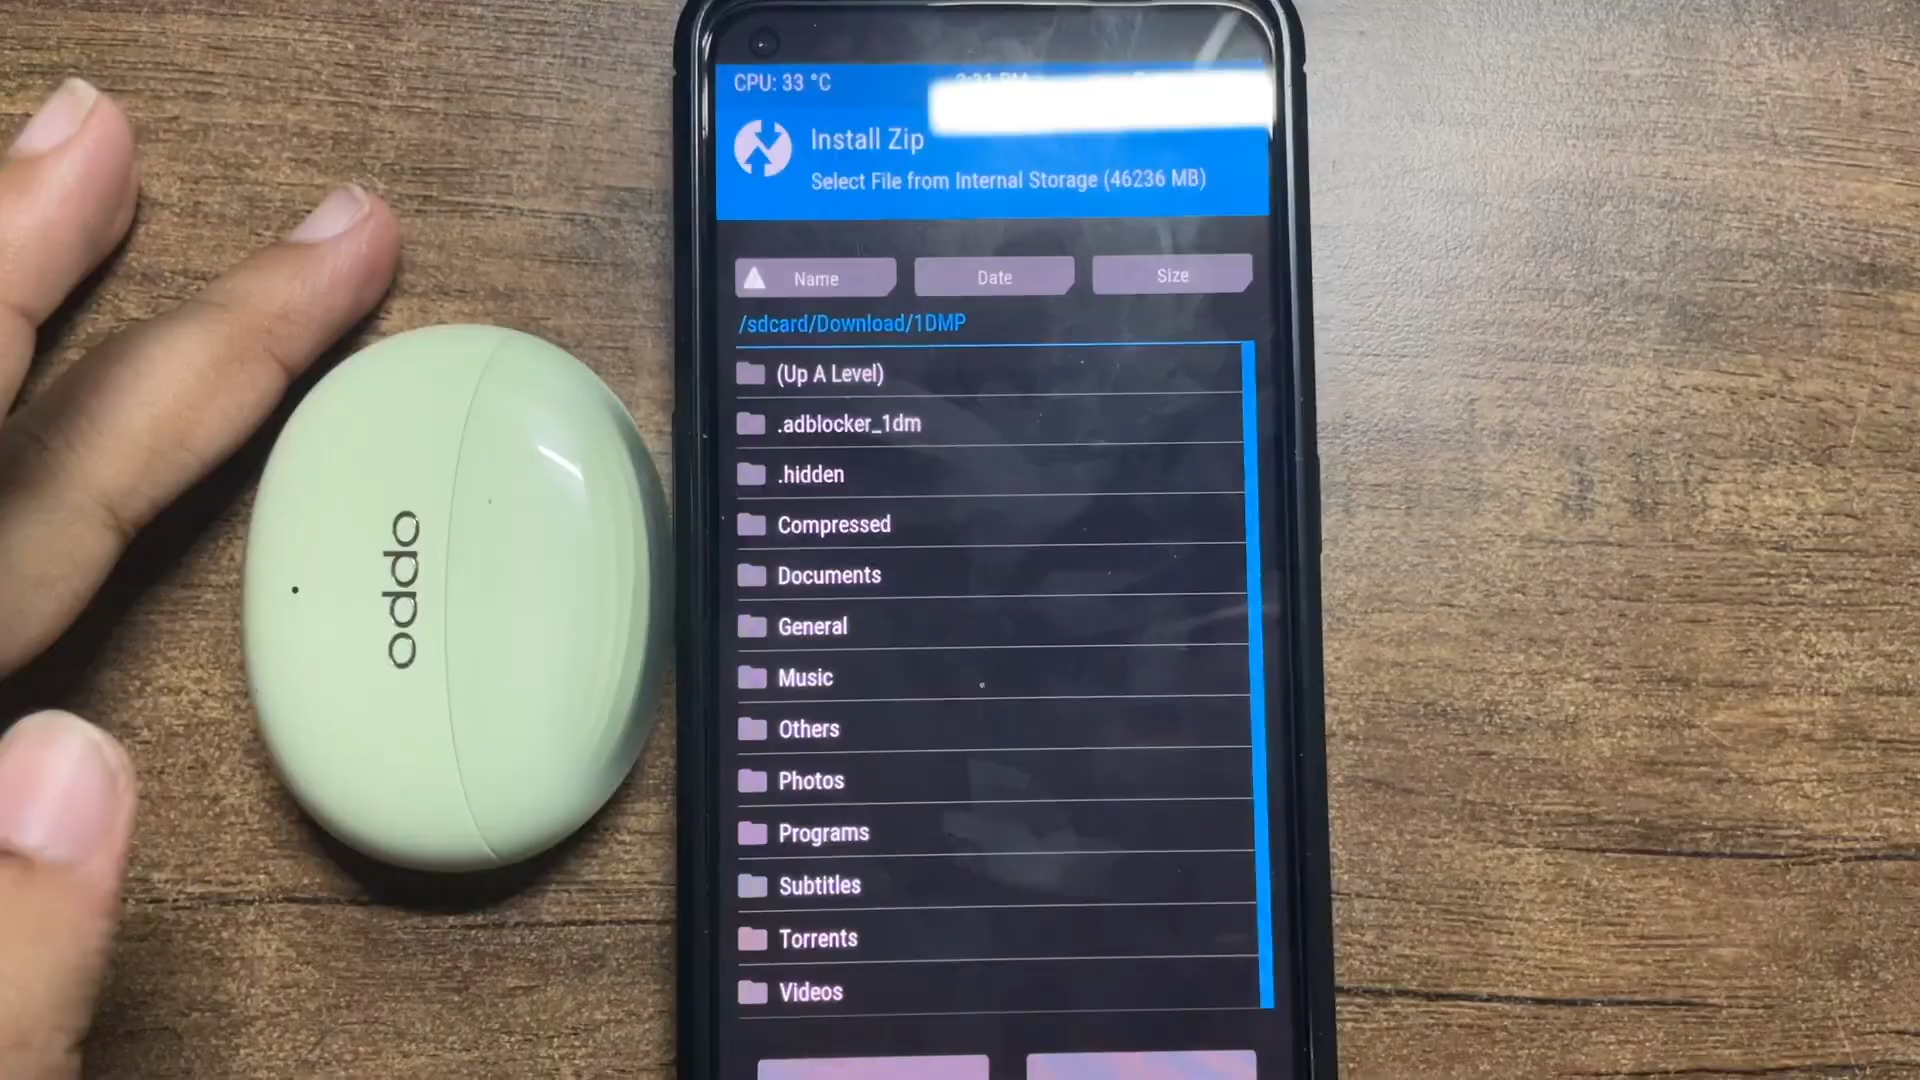 CPU: 33 °C
Install Zip
Select File from Internal Storage (46236 MB)
Name
Date
Size
/sdcard/Download/1DMP
(Up A Level)
.adblocker_1dm
.hidden
Compressed
Documents
General
Music
Others
Photos
Programs
Subtitles
Torrents
Videos
oppo